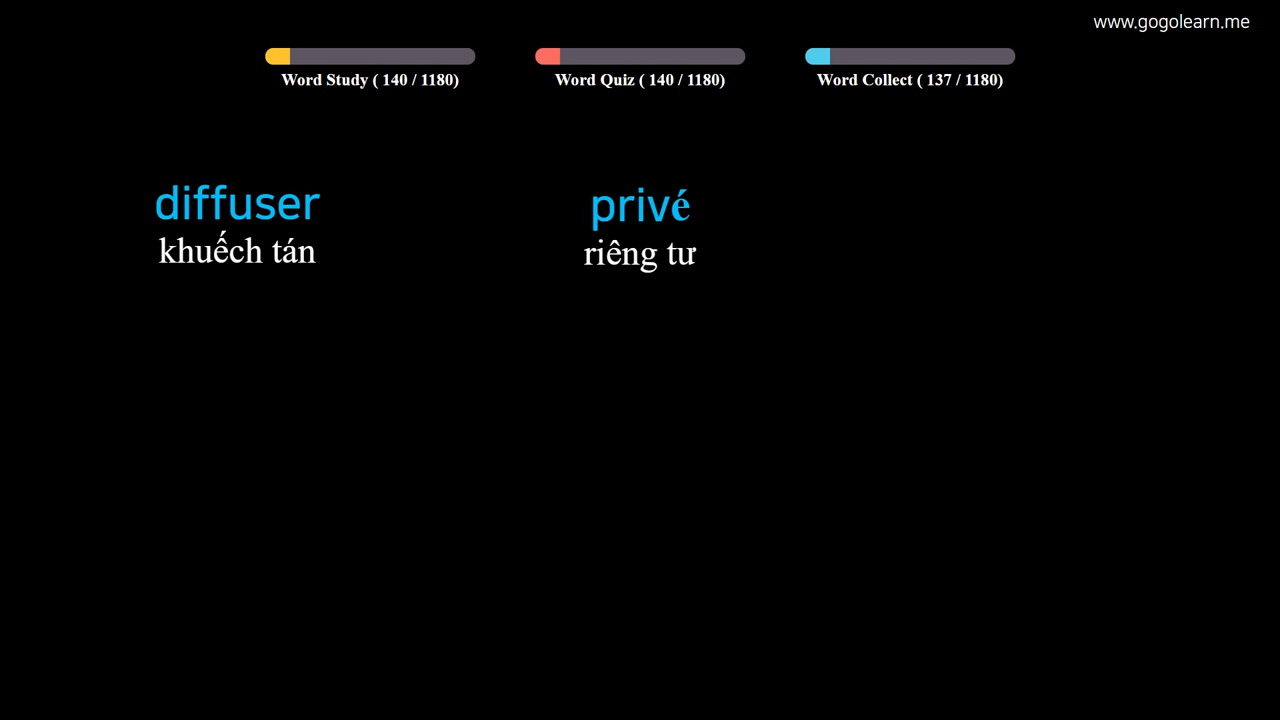 www.gogolearn.me
Word Study ( 140 / 1180)
Word Quiz ( 140 / 1180)
Word Collect ( 137 / 1180)
diffuser
khuếch tán
privé
riêng tư